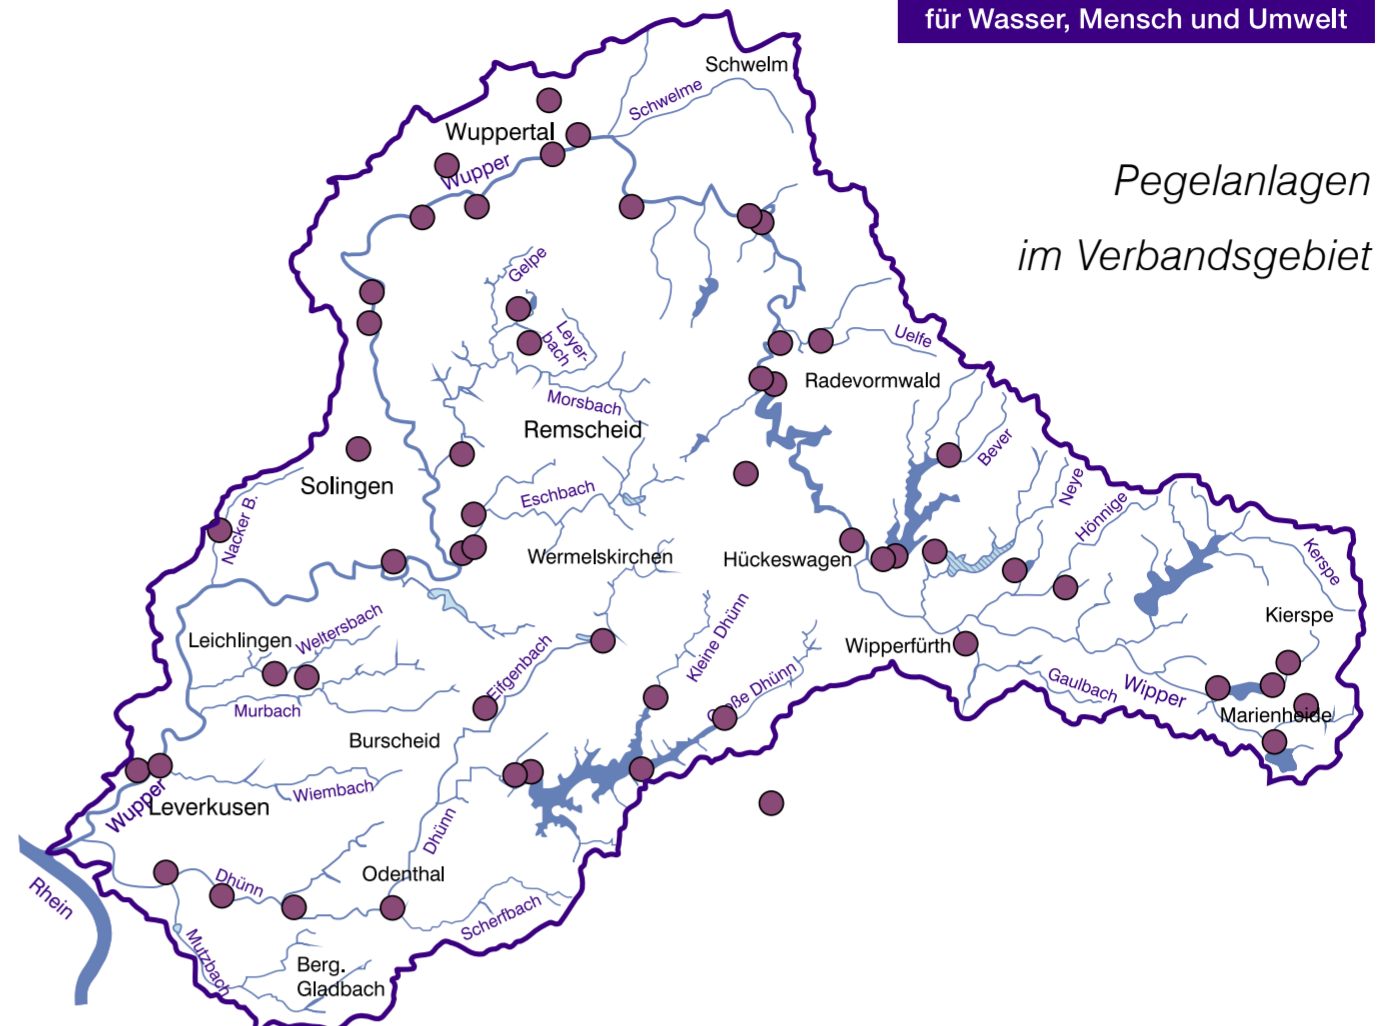 für Wasser, Mensch und Umwelt
Pegelanlagen
im Verbandsgebiet
Schwelm
Schwelme
Wuppertal
Wupper
Gelpe
Leyer-
bach
Uelfe
Radevormwald
Morsbach
Remscheid
Bever
Solingen
Eschbach
Neye
Hönnige
Nacker B.
Wermelskirchen
Hückeswagen
Kerspe
Kierspe
Leichlingen
Weltersbach
Kleine Dhünn
Wipperfürth
Eifgenbach
Große Dhünn
Gaulbach
Wipper
Murbach
Marienheide
Burscheid
Wiembach
Wupper
Leverkusen
Dhünn
Odenthal
Dhünn
Rhein
Scherfbach
Mutzbach
Berg.
Gladbach